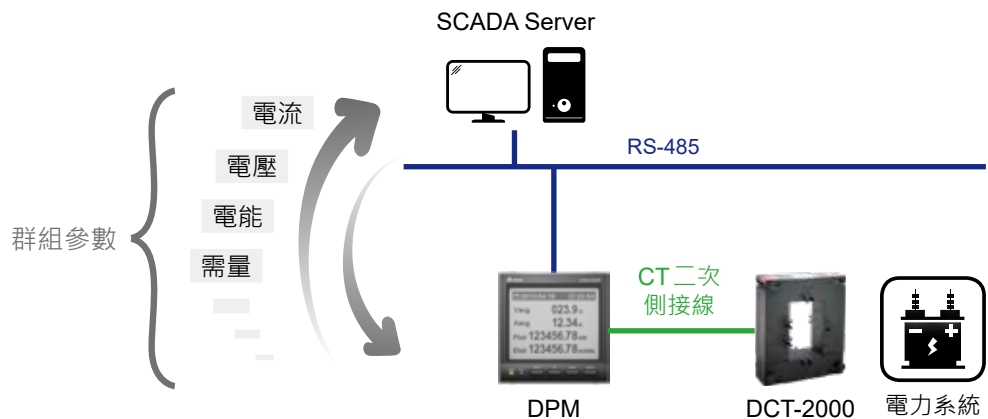 SCADA Server
電流
RS-485
電壓
電能
群組參數
需量
CT二次
側接線
Vavg 023.9
Aavg 12.34
Ptot 123456.78
Etot 123456.78
DPM
DCT-2000
電力系統